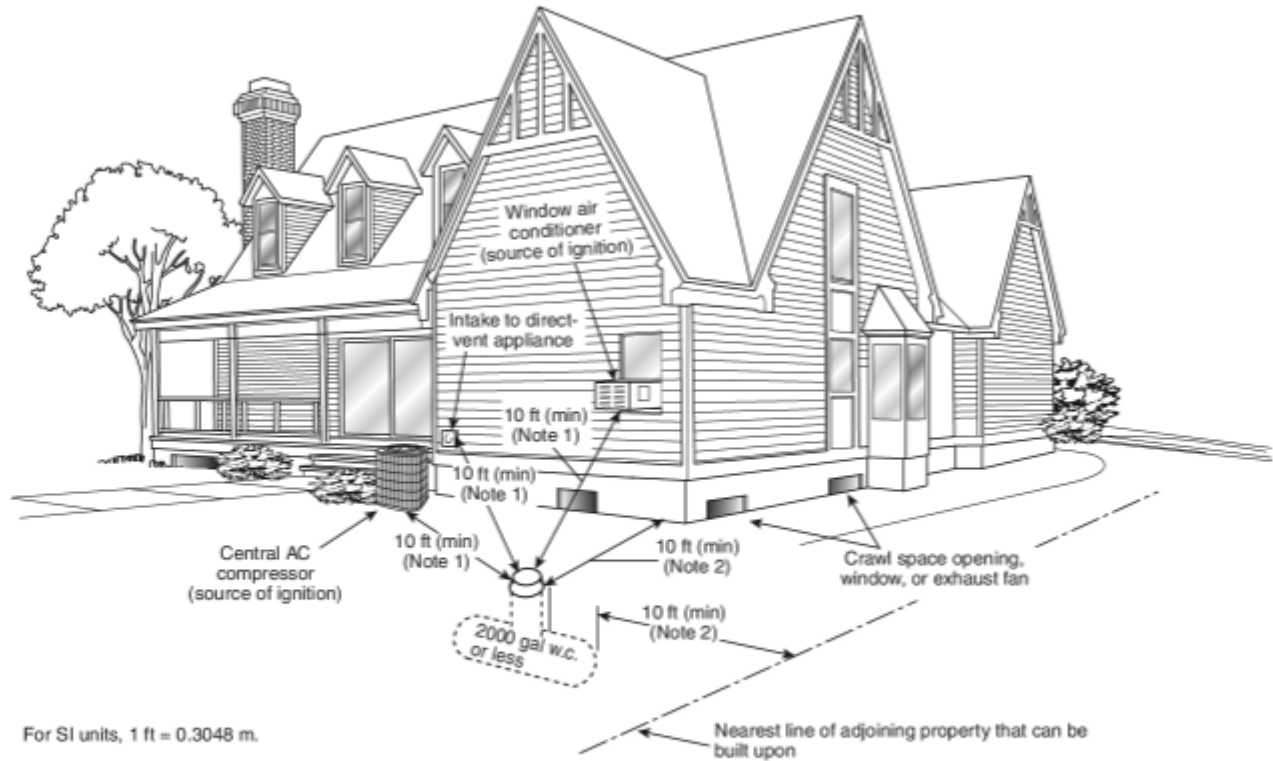 Window air
conditioner
(source of ignition)
Intake to direct-
vent appliance
10 ft (min)
(Note 1)
10 ft (min)
(Note 1)
10 ft (min)
(Note 1)
Central AC
compressor
(source of ignition)
10 ft (min)
(Note 2)
Crawl space opening,
window, or exhaust fan
10 ft (min)
(Note 2)
2000 gal w.c.
or less
For SI units, 1 ft = 0.3048 m.
Nearest line of adjoining property that can be
built upon